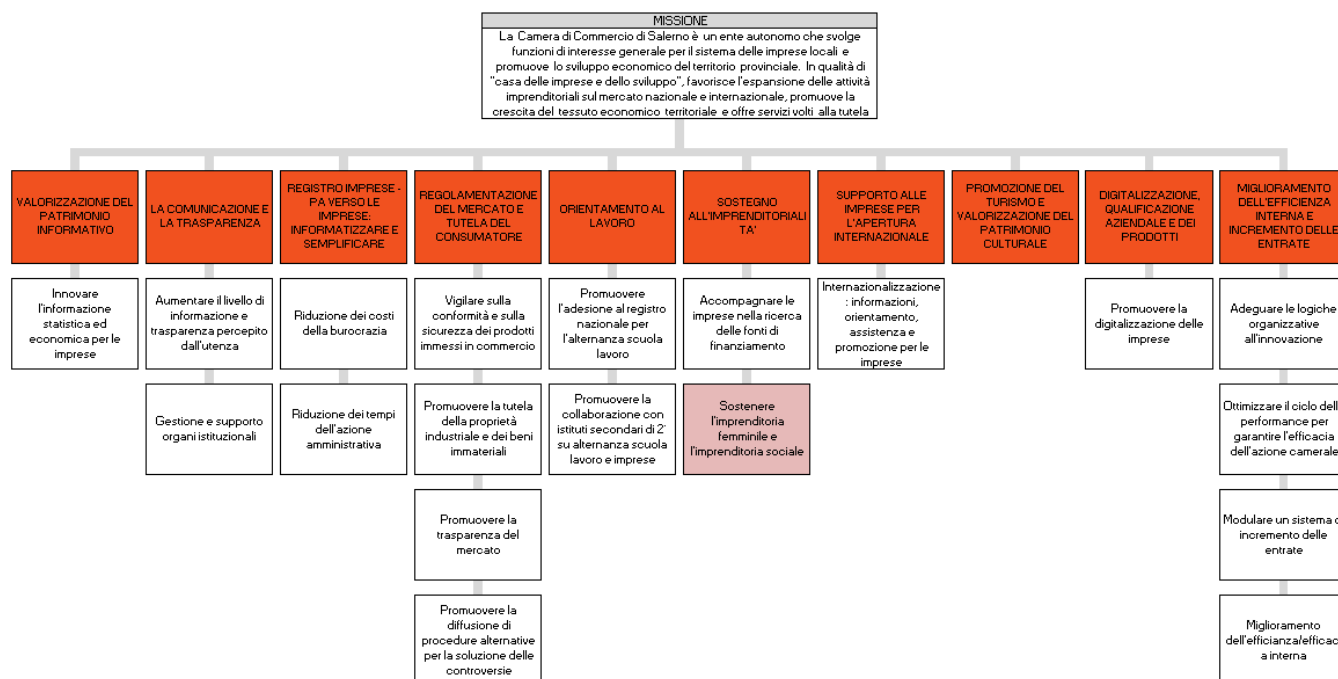 MISSIONE
La Camera di Commercio di Salerno è un ente autonomo che svolge
funzioni di interesse generale per il sistema delle imprese locali e
promuove lo sviluppo economico del territorio provinciale. In qualità di
"casa delle imprese e dello sviluppo", favorisce l'espansione delle attività
imprenditoriali sul mercato nazionale e internazionale, promuove la
crescita del tessuto economico territoriale e offre servizi volti alla tutela
VALORIZZAZIONE DEL
PATRIMONIO
INFORMATIVO
LA COMUNICAZIONE E
LA TRASPARENZA
REGISTRO IMPRESE -
PA VERSO LE
IMPRESE:
INFORMATIZZARE E
SEMPLIFICARE
REGOLAMENTAZIONE
DEL MERCATO E
TUTELA DEL
CONSUMATORE
ORIENTAMENTO AL
LAVORO
SOSTEGNO
ALL'IMPRENDITORIALI
TA'
SUPPORTO ALLE
IMPRESE PER
L'APERTURA
INTERNAZIONALE
PROMOZIONE DEL
TURISMO E
VALORIZZAZIONE DEL
PATRIMONIO
CULTURALE
DIGITALIZZAZIONE,
QUALIFICAZIONE
AZIENDALE E DEI
PRODOTTI
MIGLIORAMENTO
DELL'EFFICIENZA
INTERNA E
INCREMENTO DELLE
ENTRATE
Innovare
l'informazione
statistica ed
economica per le
imprese
Aumentare il livello di
informazione e
trasparenza percepito
dall'utenza
Riduzione dei costi
della burocrazia
Vigilare sulla
conformità e sulla
sicurezza dei prodotti
immessi in commercio
Promuovere
l'adesione al registro
nazionale per
l'alternanza scuola
lavoro
Accompagnare le
imprese nella ricerca
delle fonti di
finanziamento
Internazionalizzazione
: informazioni,
orientamento,
assistenza e
promozione per le
imprese
Promuovere la
digitalizzazione delle
imprese
Adeguare le logiche
organizzative
all'innovazione
Gestione e supporto
organi istituzionali
Riduzione dei tempi
dell'azione
amministrativa
Promuovere la tutela
della proprietà
industriale e dei beni
immateriali
Promuovere la
collaborazione con
istituti secondari di 2°
su alternanza scuola
lavoro e imprese
Sostenere
l'imprenditoria
femminile e
l'imprenditoria sociale
Ottimizzare il ciclo dell
performance per
garantire l'efficacia
dell'azione camerale
Promuovere la
trasparenza del
mercato
Modulare un sistema d
incremento delle
entrate
Promuovere la
diffusione di
procedure alternative
per la soluzione delle
controversie
Miglioramento
dell'efficianza/efficac
a interna